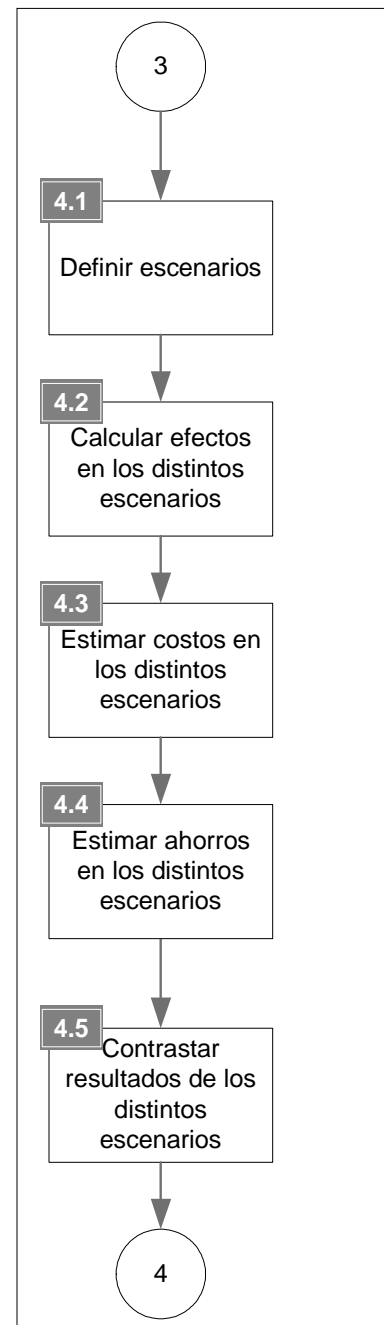 3
4.1
Definir escenarios
4.2
Calcular efectos
en los distintos
escenarios
4.3
Estimar costos en
los distintos
escenarios
4.4
Estimar ahorros
en los distintos
escenarios
4.5
Contrastar
resultados de los
distintos
escenarios
4